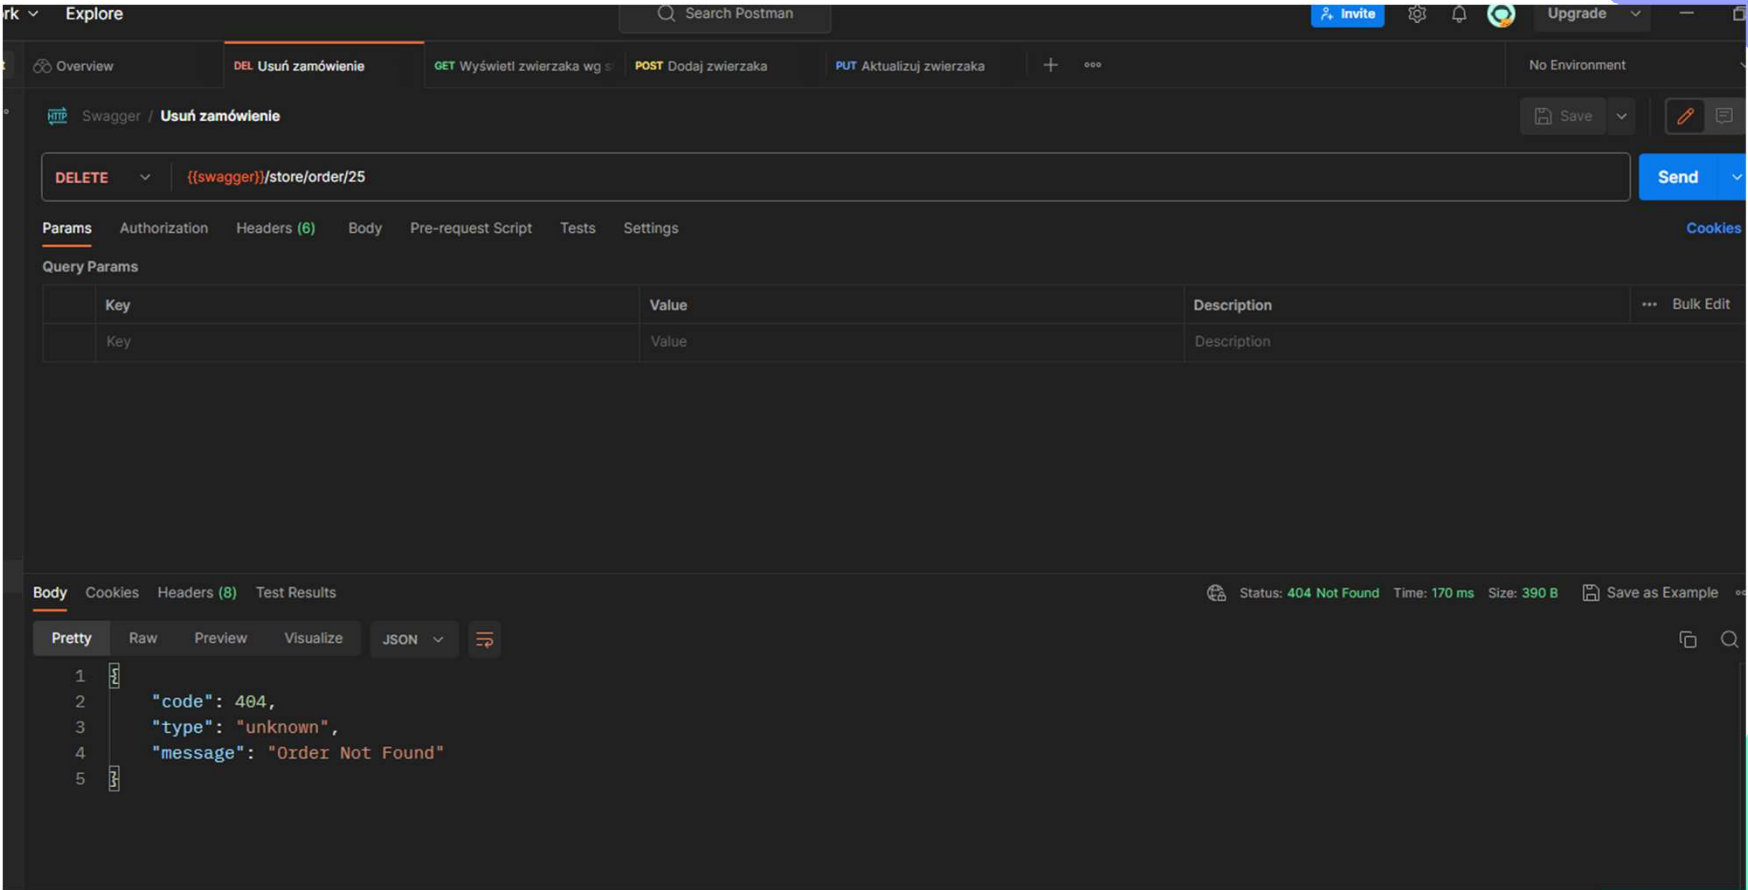 Explore
Search Postman
Invite
Upgrade
Overview
DEL Usuń zamówienie
GET Wyświetl zwierzaka wg
POST Dodaj zwierzaka
PUT Aktualizuj zwierzaka
No Environment
HTTP Swagger / Usuń zamówienie
Save
DELETE
{{swagger}}/store/order/25
Send
Params Authorization Headers (6) Body Pre-request Script Tests Settings
Cookies
Query Params
Key Value Description ••• Bulk Edit
Key Value Description
Body Cookies Headers (8) Test Results
Status: 404 Not Found Time: 170 ms Size: 390 B Save as Example
Pretty Raw Preview Visualize JSON
1 {
2 "code": 404,
3 "type": "unknown",
4 "message": "Order Not Found"
5 }